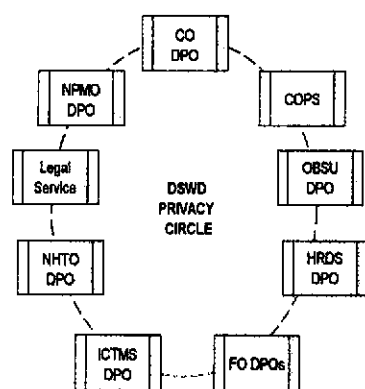 CO
DPO
COPS
OBSU
DPO
HRDS
DPO
FO DPOs
ICTMS
DPO
NHTO
DPO
Legal
Service
NPMO
DPO
DSWD
PRIVACY
CIRCLE